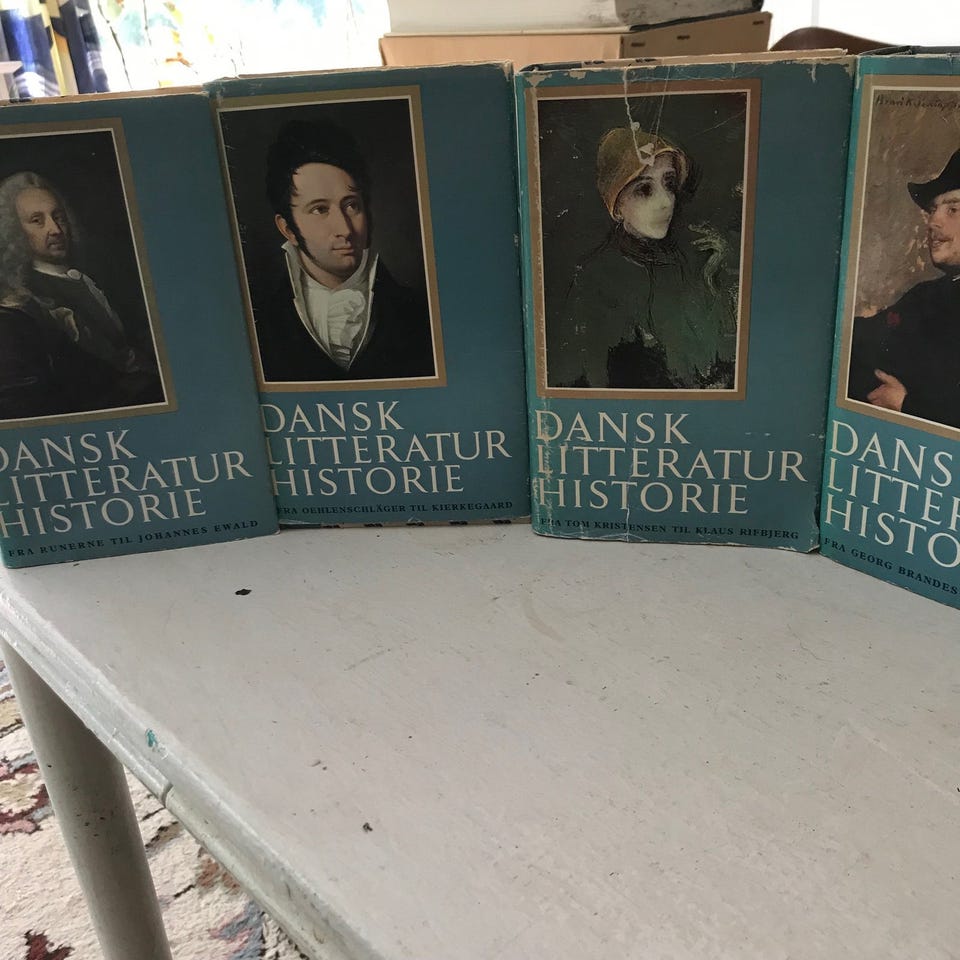 DANSK
LITTERATUR
HISTORIE
FRA RUNERNE TIL JOHANNES EWALD
DANSK
LITTERATUR
HISTORIE
FRA OEHLENSCHLÄGER TIL KIERKEGAARD
DANSK
LITTERATUR
HISTORIE
FRA TOM KRISTENSEN TIL KLAUS RIFBJERG
DANS
LITTER
HISTO
FRA GEORG BRANDES